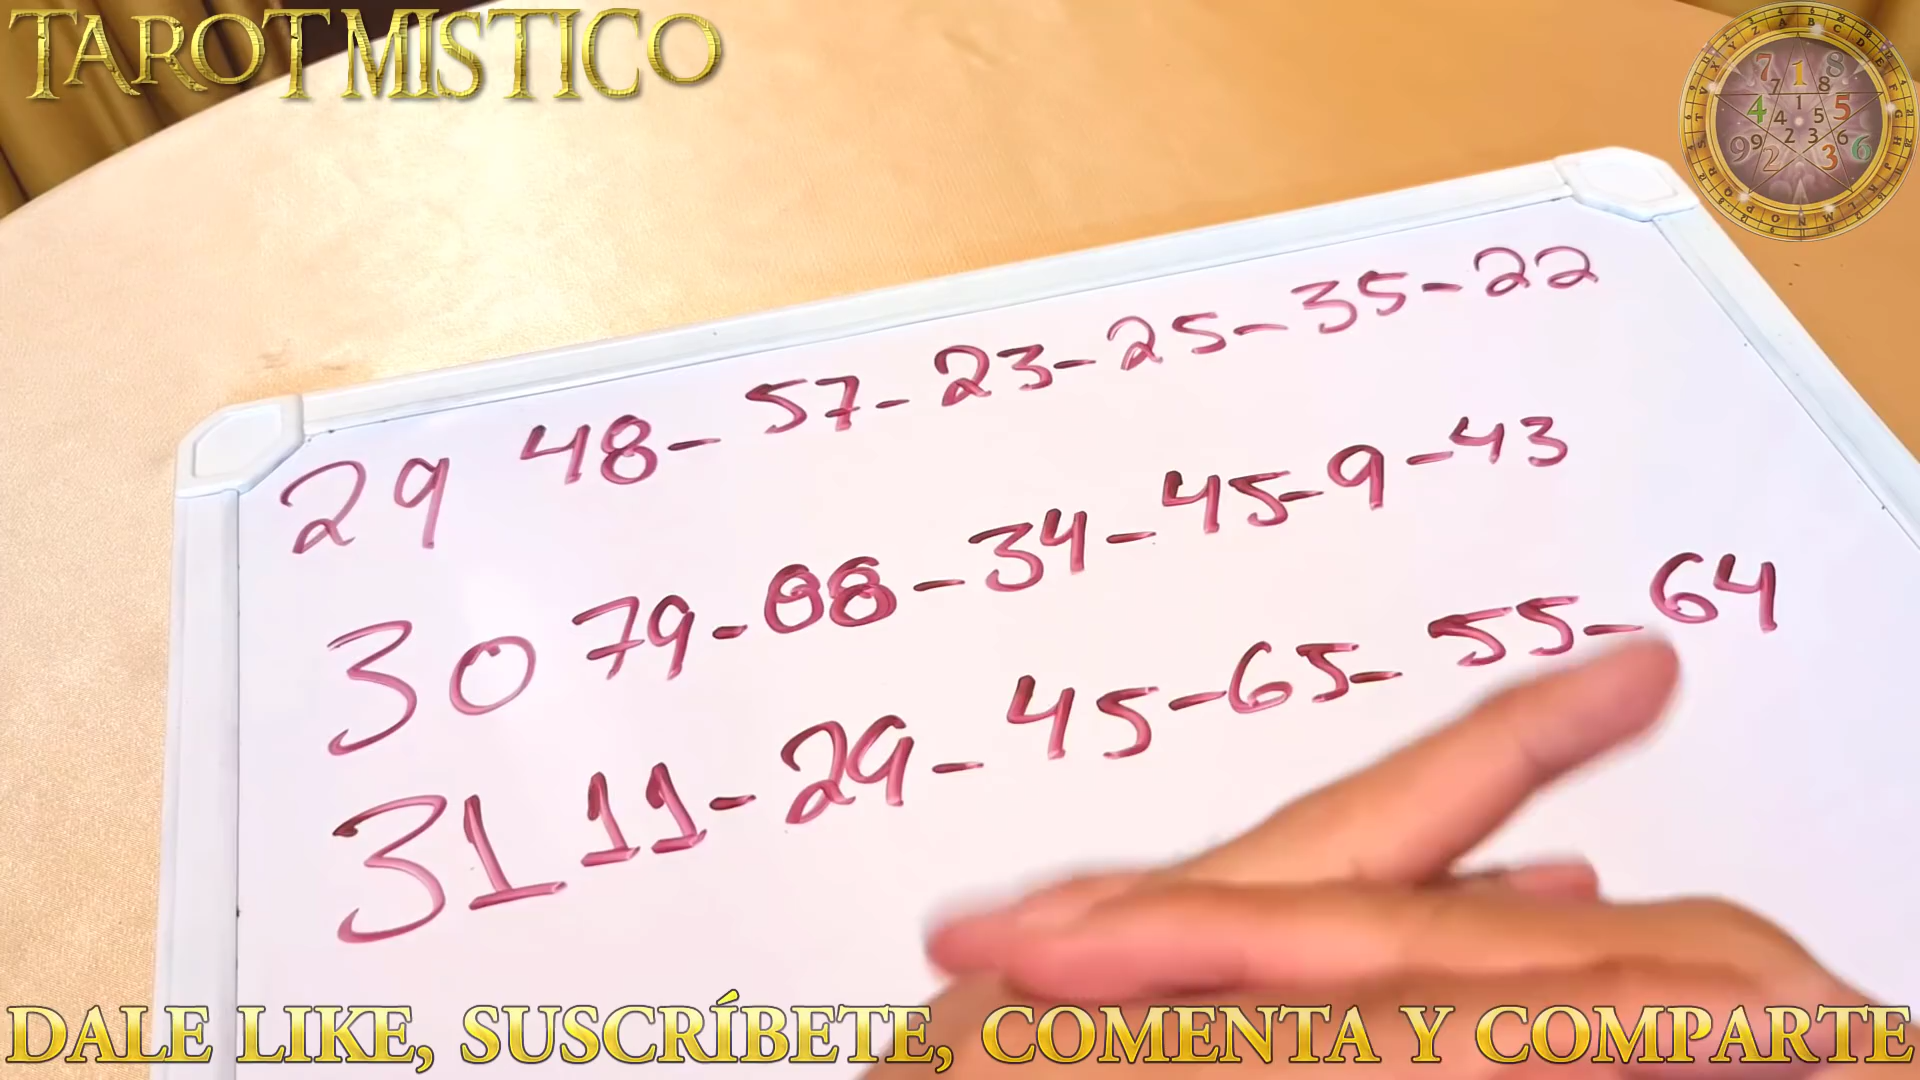 TAROT MISTICO
29 48-57-23-25-35-22
30 79-88-34-45-9-43
31 11-29-45-65-55-64
DALE LIKE, SUSCRÍBETE, COMENTA Y COMPARTE